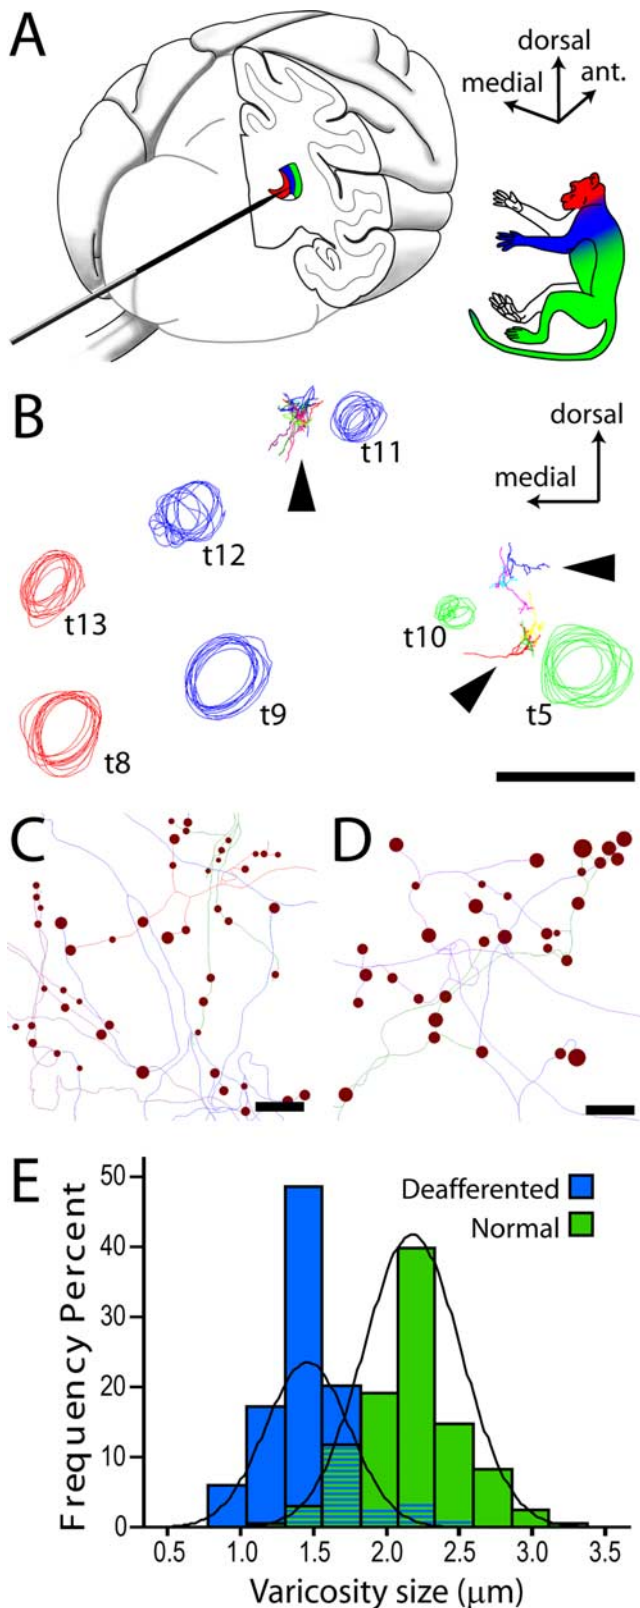 A
dorsal
medial
ant.
B
dorsal
medial
t11
t12
t13
t10
t9
t5
t8
C
D
E
Deafferented
Normal
Frequency Percent
50
40
30
20
10
0
0.5 1.0 1.5 2.0 2.5 3.0 3.5
Varicosity size (μm)